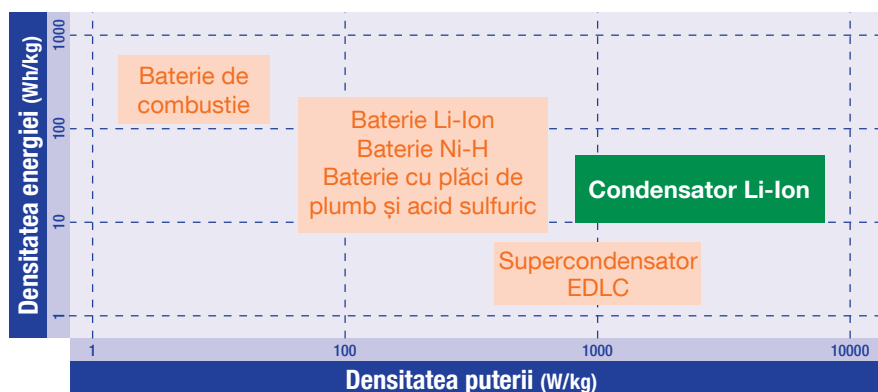 Densitatea energiei (Wh/kg)
1000
100
10
1
Baterie de
combustie
Baterie Li-Ion
Baterie Ni-H
Baterie cu plăci de
plumb și acid sulfuric
Condensator Li-Ion
Supercondensator
EDLC
1
100
1000
10000
Densitatea puterii (W/kg)